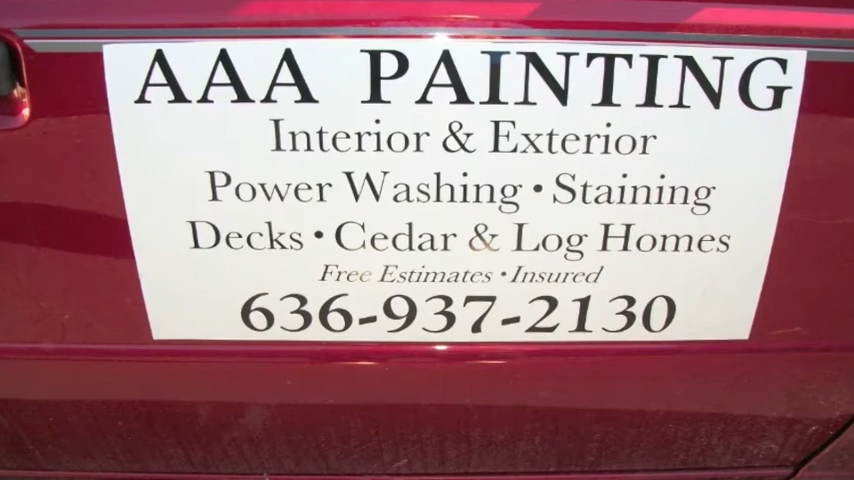 AAA PAINTING
Interior & Exterior
Power Washing • Staining
Decks • Cedar & Log Homes
Free Estimates • Insured
636-937-2130